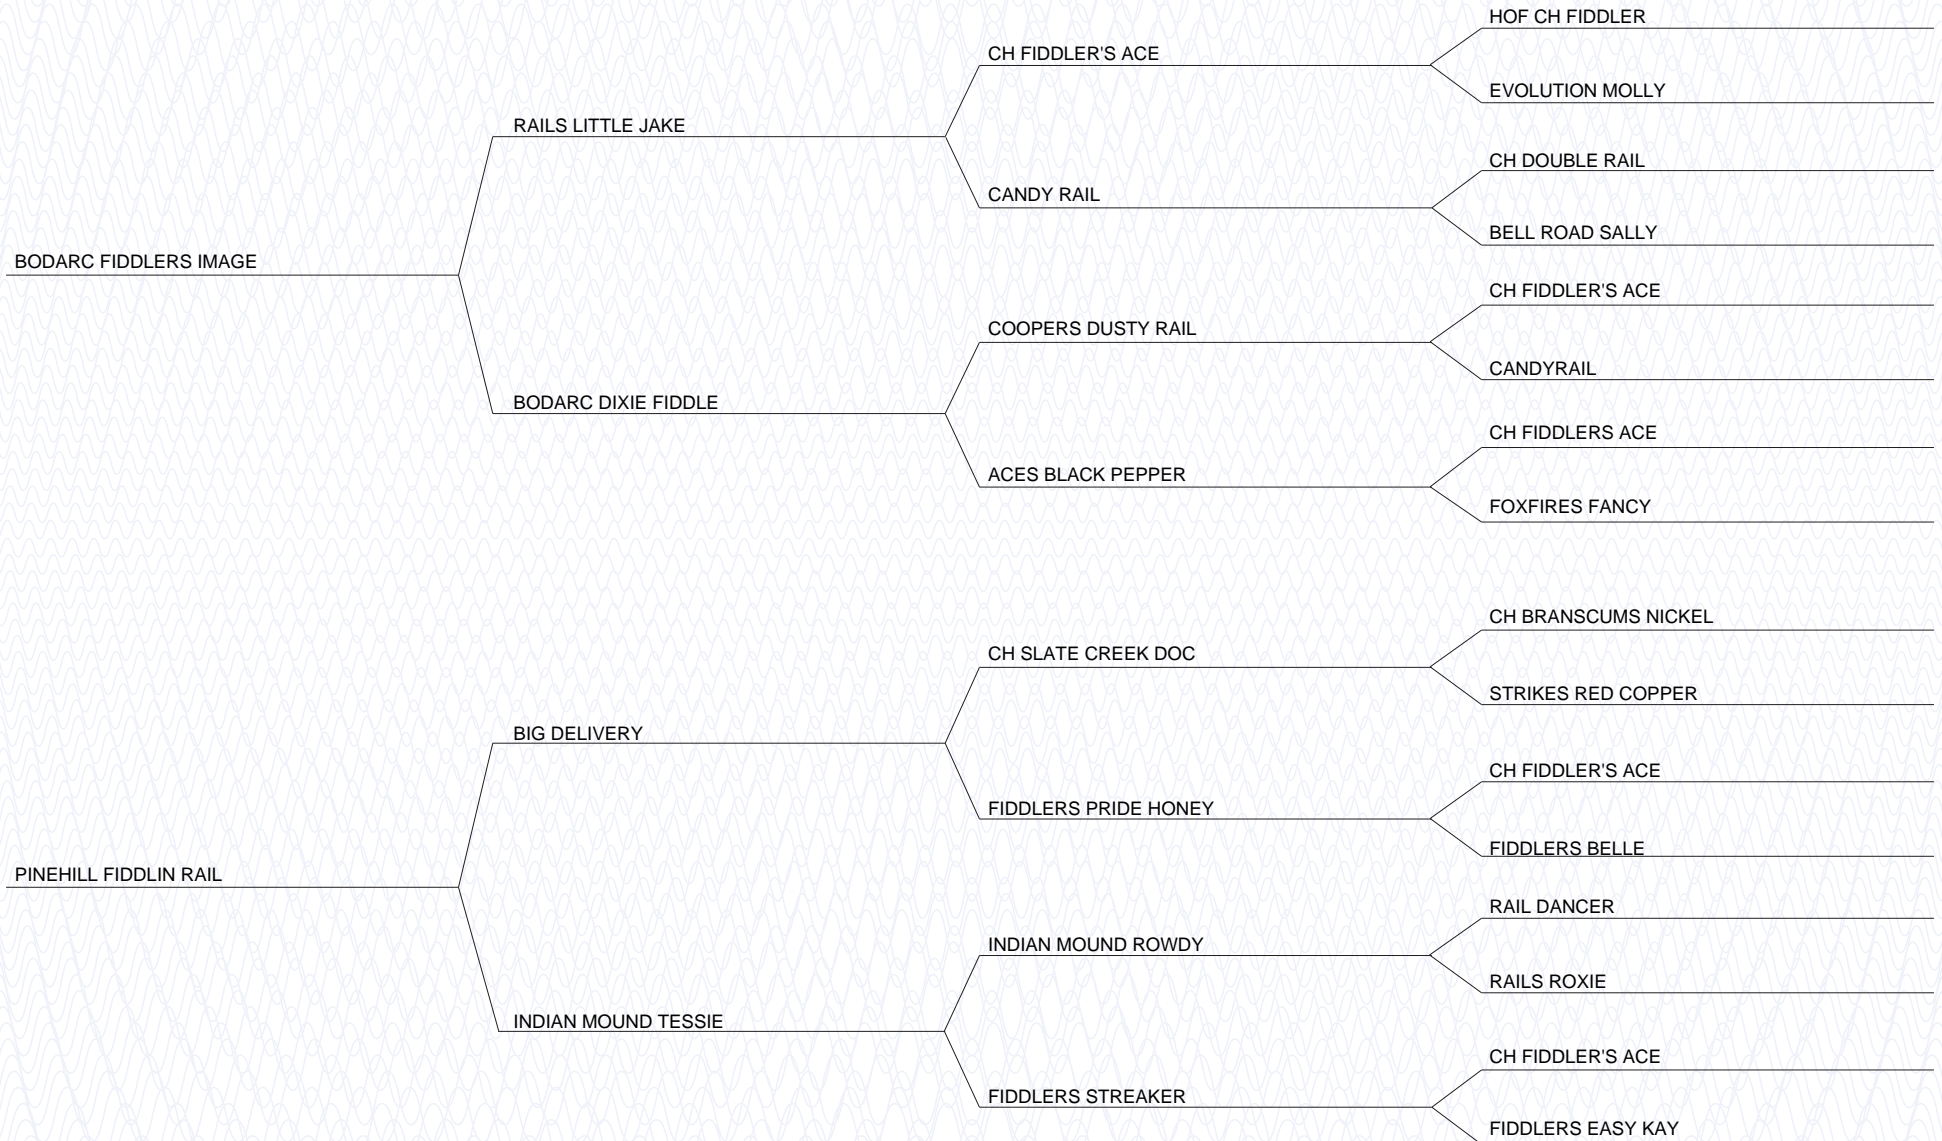 HOF CH FIDDLER
CH FIDDLER'S ACE
EVOLUTION MOLLY
RAILS LITTLE JAKE
CH DOUBLE RAIL
CANDY RAIL
BELL ROAD SALLY
BODARC FIDDLERS IMAGE
CH FIDDLER'S ACE
COOPERS DUSTY RAIL
CANDYRAIL
BODARC DIXIE FIDDLE
CH FIDDLERS ACE
ACES BLACK PEPPER
FOXFIRES FANCY
CH BRANSCUMS NICKEL
CH SLATE CREEK DOC
STRIKES RED COPPER
BIG DELIVERY
CH FIDDLER'S ACE
FIDDLERS PRIDE HONEY
FIDDLERS BELLE
PINEHILL FIDDLIN RAIL
RAIL DANCER
INDIAN MOUND ROWDY
RAILS ROXIE
INDIAN MOUND TESSIE
CH FIDDLER'S ACE
FIDDLERS STREAKER
FIDDLERS EASY KAY